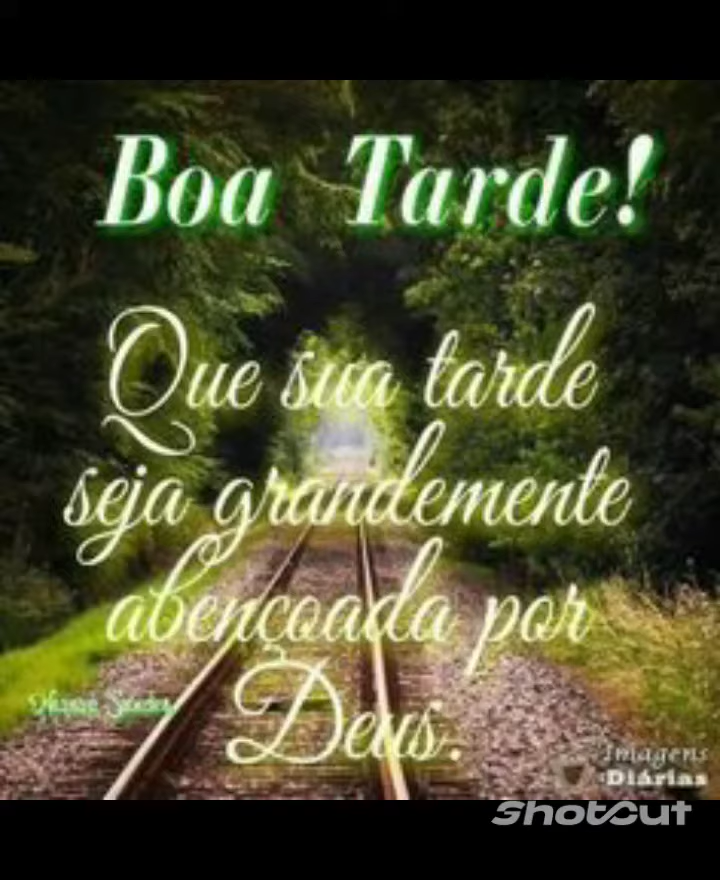 Boa Tarde!
Que sua tarde
seja grandemente
abençoada por
Deus.
Imagens
Diárias
ShotCut